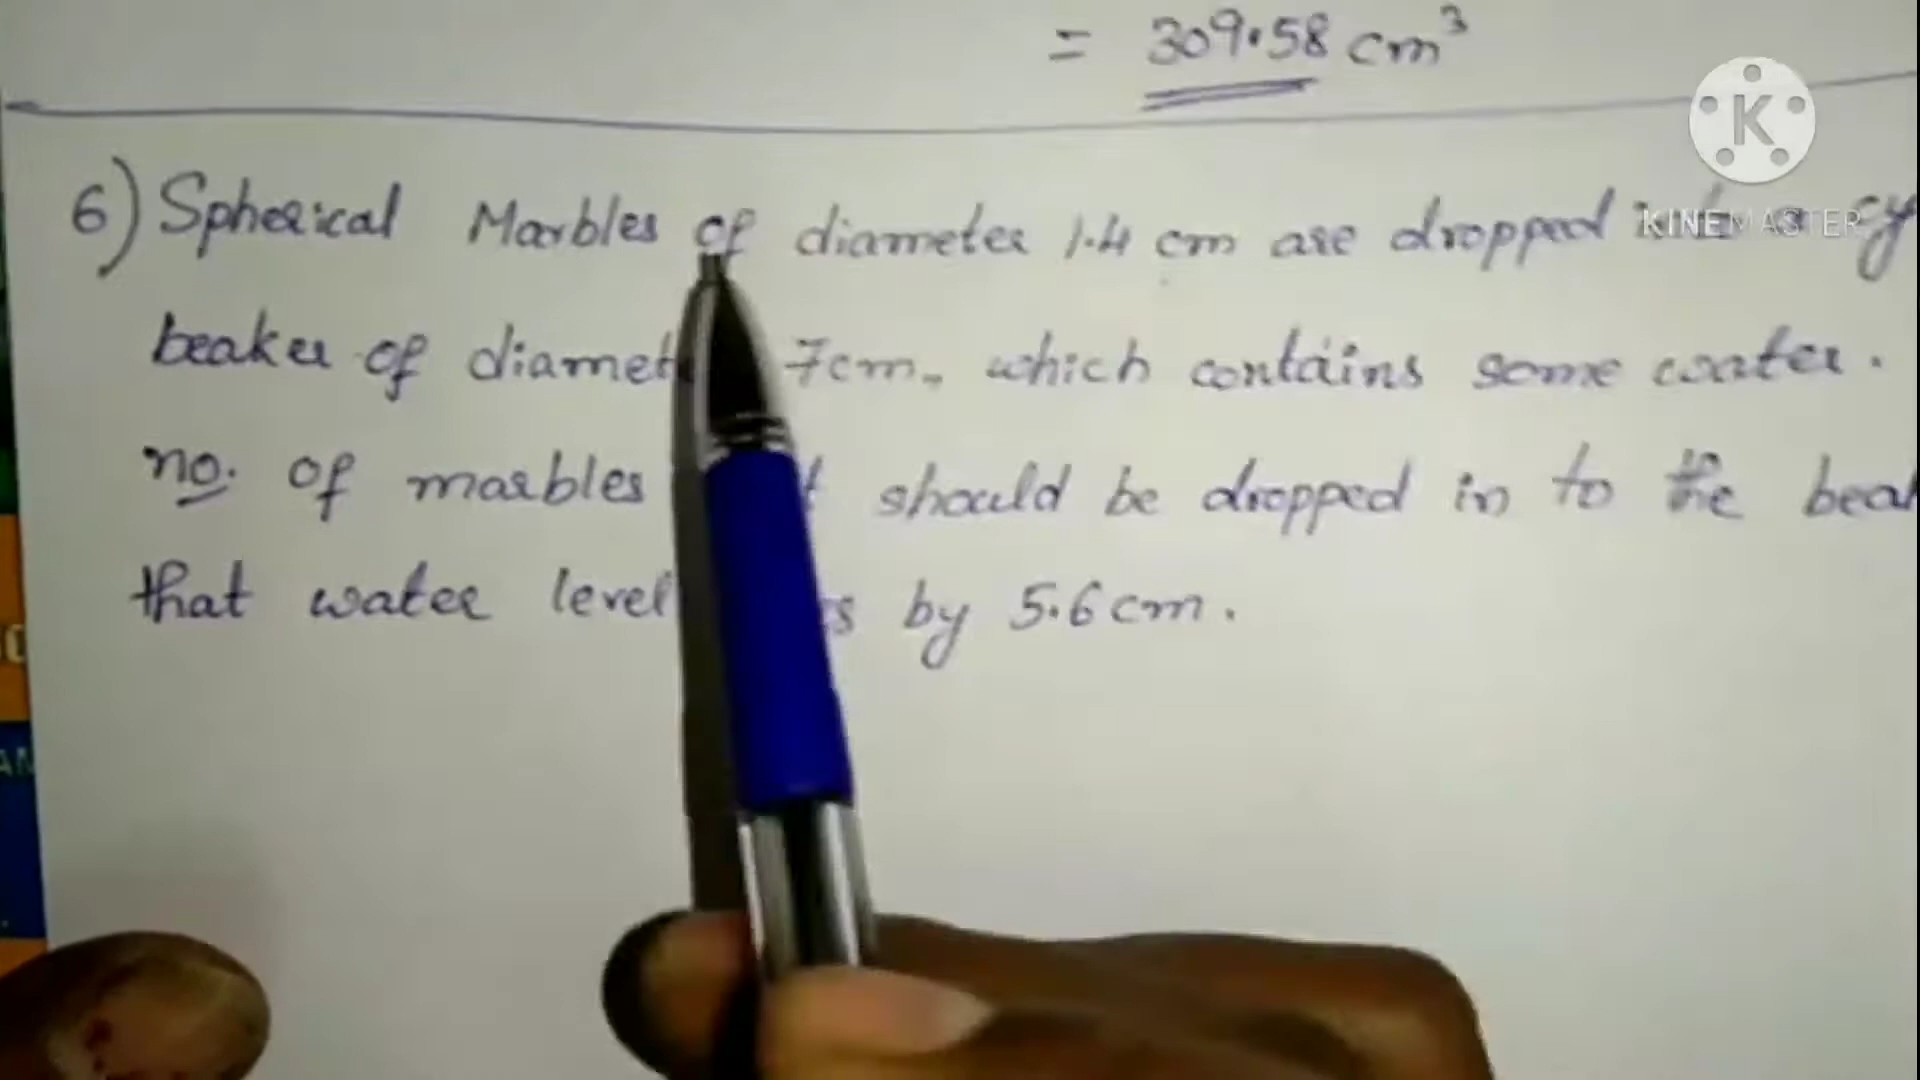 = 309.58 cm³
K
KINEMASTER
6) Spherical Marbles of diameter 1.4 cm are dropped
beaker of diamet 7cm, which contains some water.
no. of marbles should be dropped in to the
that water level by 5.6cm.